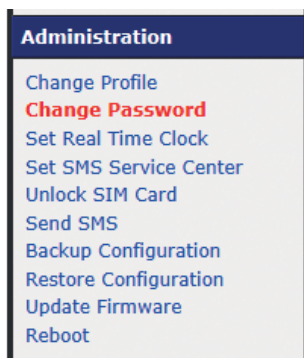 Administration
Change Profile
Change Password
Set Real Time Clock
Set SMS Service Center
Unlock SIM Card
Send SMS
Backup Configuration
Restore Configuration
Update Firmware
Reboot